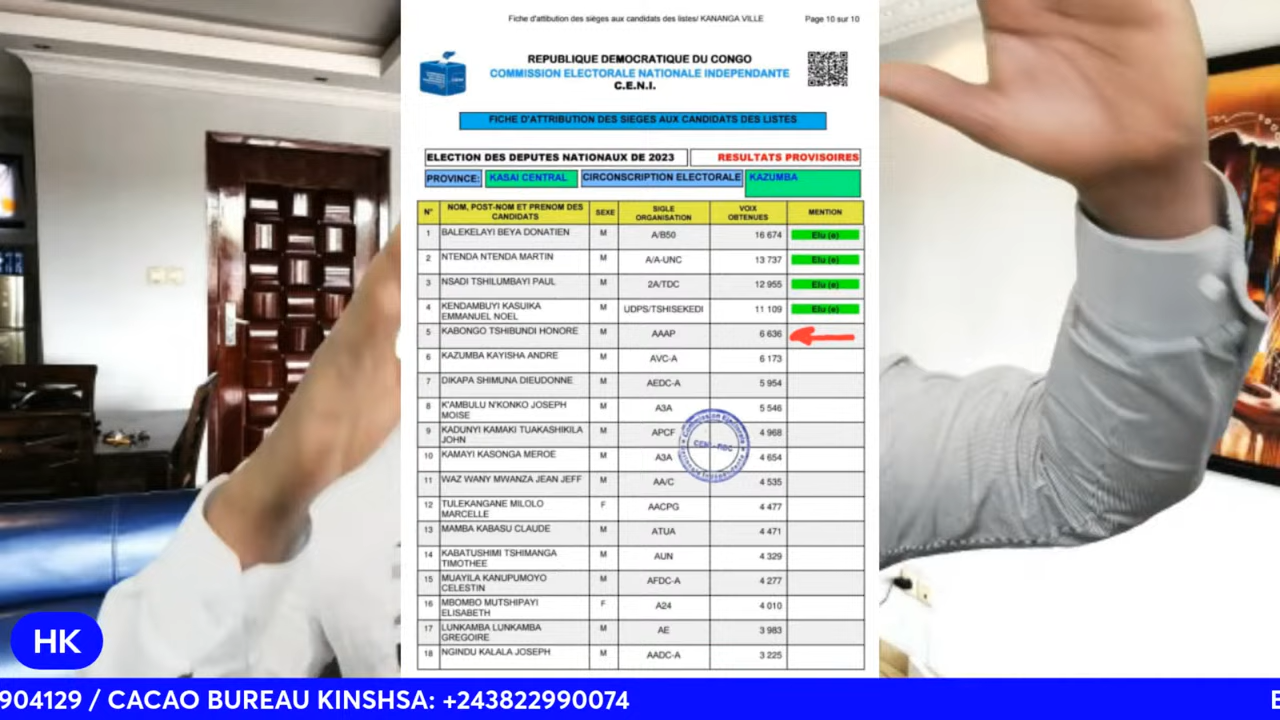 Fiche d'attibution des sièges aux candidats des listes/ KANANGA VILLE Page 10 sur 10
REPUBLIQUE DEMOCRATIQUE DU CONGO
COMMISSION ELECTORALE NATIONALE INDEPENDANTE
C.E.N.I.
FICHE D'ATTRIBUTION DES SIEGES AUX CANDIDATS DES LISTES
ELECTION DES DEPUTES NATIONAUX DE 2023 RESULTATS PROVISOIRES
PROVINCE: KASAI CENTRAL CIRCONSCRIPTION ELECTORALE KAZUMBA
N° NOM, POST-NOM ET PRENOM DES CANDIDATS SEXE SIGLE ORGANISATION VOIX OBTENUES MENTION
1 BALEKELAYI BEYA DONATIEN M A/B50 16 674 Elu (e)
2 NTENDA NTENDA MARTIN M A/A-UNC 13 737 Elu (e)
3 NSADI TSHILUMBAYI PAUL M 2A/TDC 12 955 Elu (e)
4 KENDAMBUYI KASUIKA EMMANUEL NOEL M UDPS/TSHISEKEDI 11 109 Elu (e)
5 KABONGO TSHIBUNDI HONORE M AAAP 6 636
6 KAZUMBA KAYISHA ANDRE M AVC-A 6 173
7 DIKAPA SHIMUNA DIEUDONNE M AEDC-A 5 954
8 K'AMBULU N'KONKO JOSEPH MOISE M A3A 5 546
9 KADUNYI KAMAKI TUAKASHIKILA JOHN M APCF 4 968
10 KAMAYI KASONGA MEROE M A3A 4 654
11 WAZ WANY MWANZA JEAN JEFF M AA/C 4 535
12 TULEKANGANE MILOLO MARCELLE F AACPG 4 477
13 MAMBA KABASU CLAUDE M ATUA 4 471
14 KABATUSHIMI TSHIMANGA TIMOTHEE M AUN 4 329
15 MUAYILA KANUPUMOYO CELESTIN M AFDC-A 4 277
16 MBOMBO MUTSHIPAYI ELISABETH F A24 4 010
17 LUNKAMBA LUNKAMBA GREGOIRE M AE 3 983
18 NGINDU KALALA JOSEPH M AADC-A 3 225
HK
904129 / CACAO BUREAU KINSHSA: +243822990074